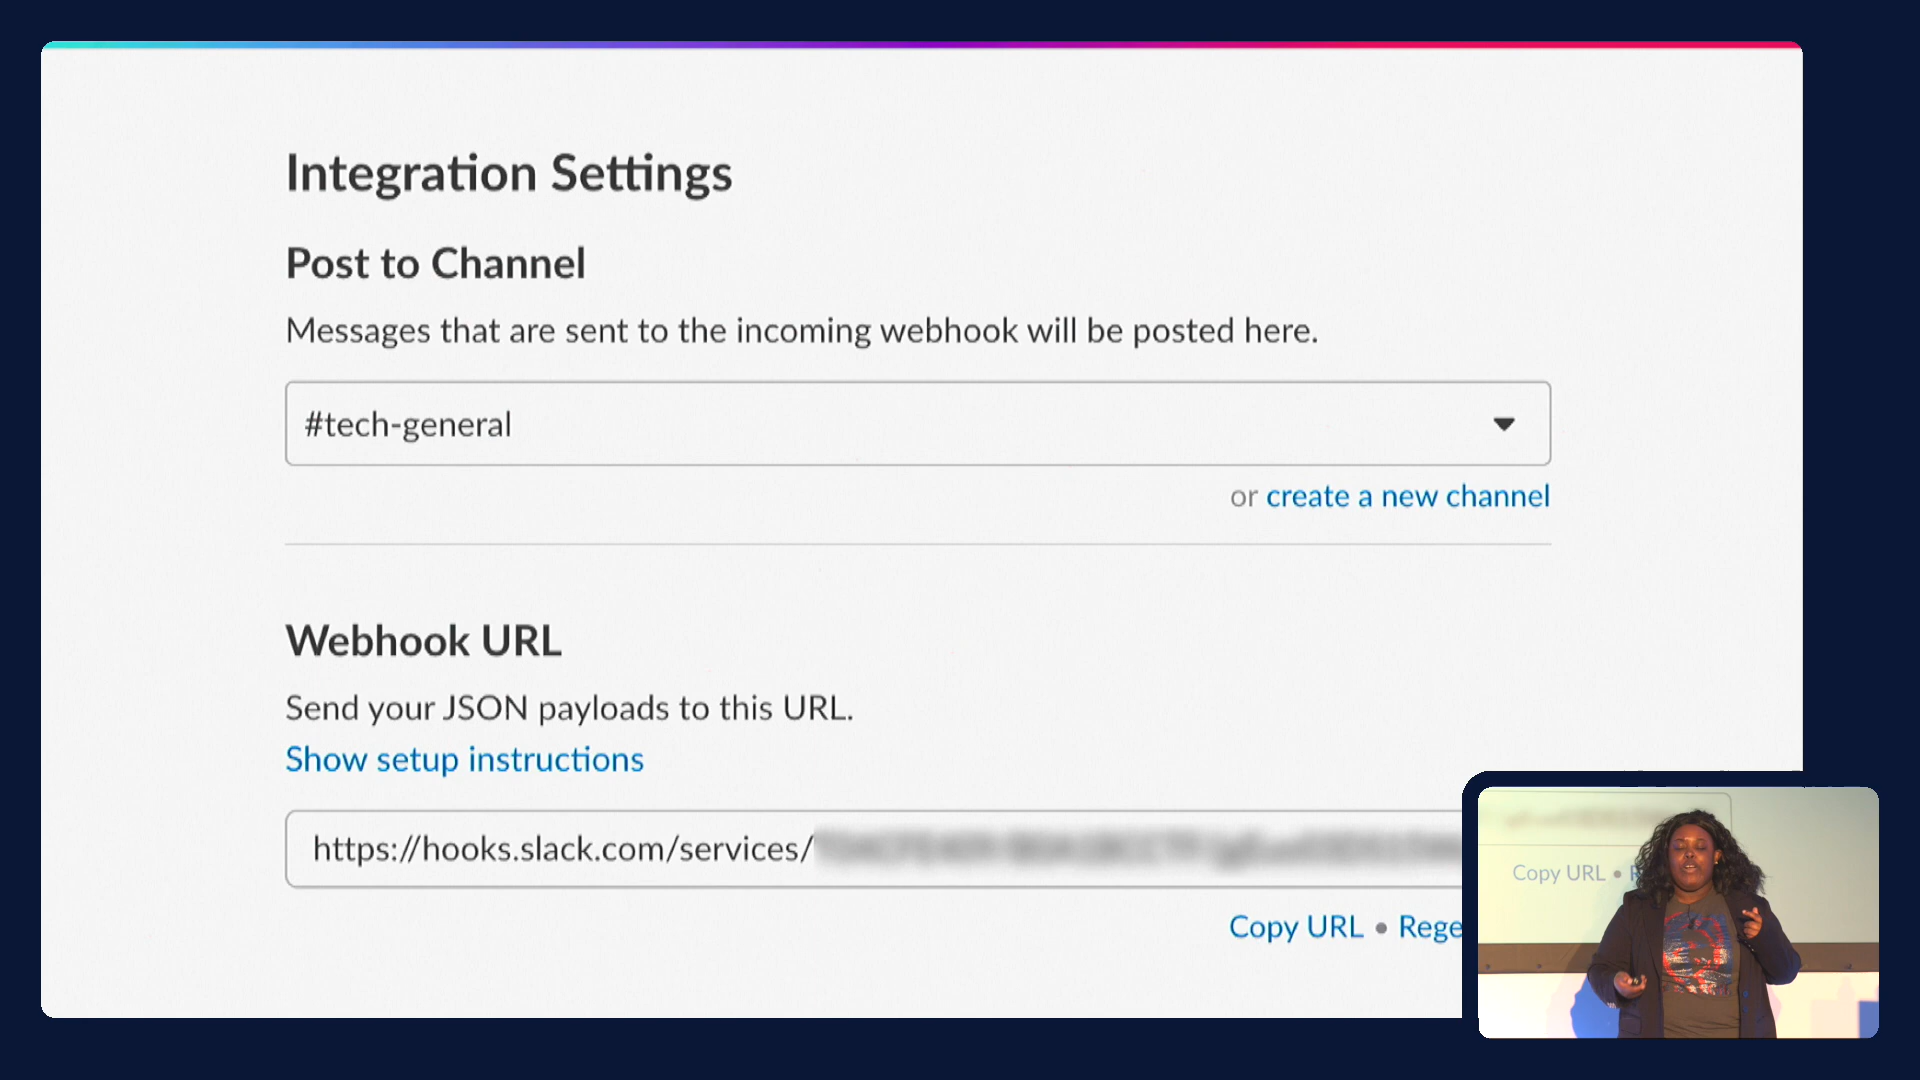 Integration Settings
Post to Channel
Messages that are sent to the incoming webhook will be posted here.
#tech-general
or create a new channel
Webhook URL
Send your JSON payloads to this URL.
Show setup instructions
https://hooks.slack.com/services/
Copy URL • Rege
Copy URL •